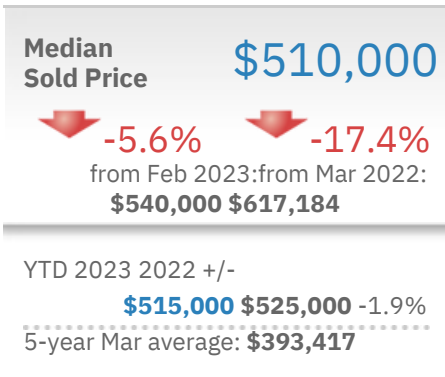 Median
Sold Price
$510,000
-5.6%
-17.4%
from Feb 2023:from Mar 2022:
$540,000 $617,184
YTD 2023 2022 +/-
$515,000 $525,000 -1.9%
5-year Mar average: $393,417